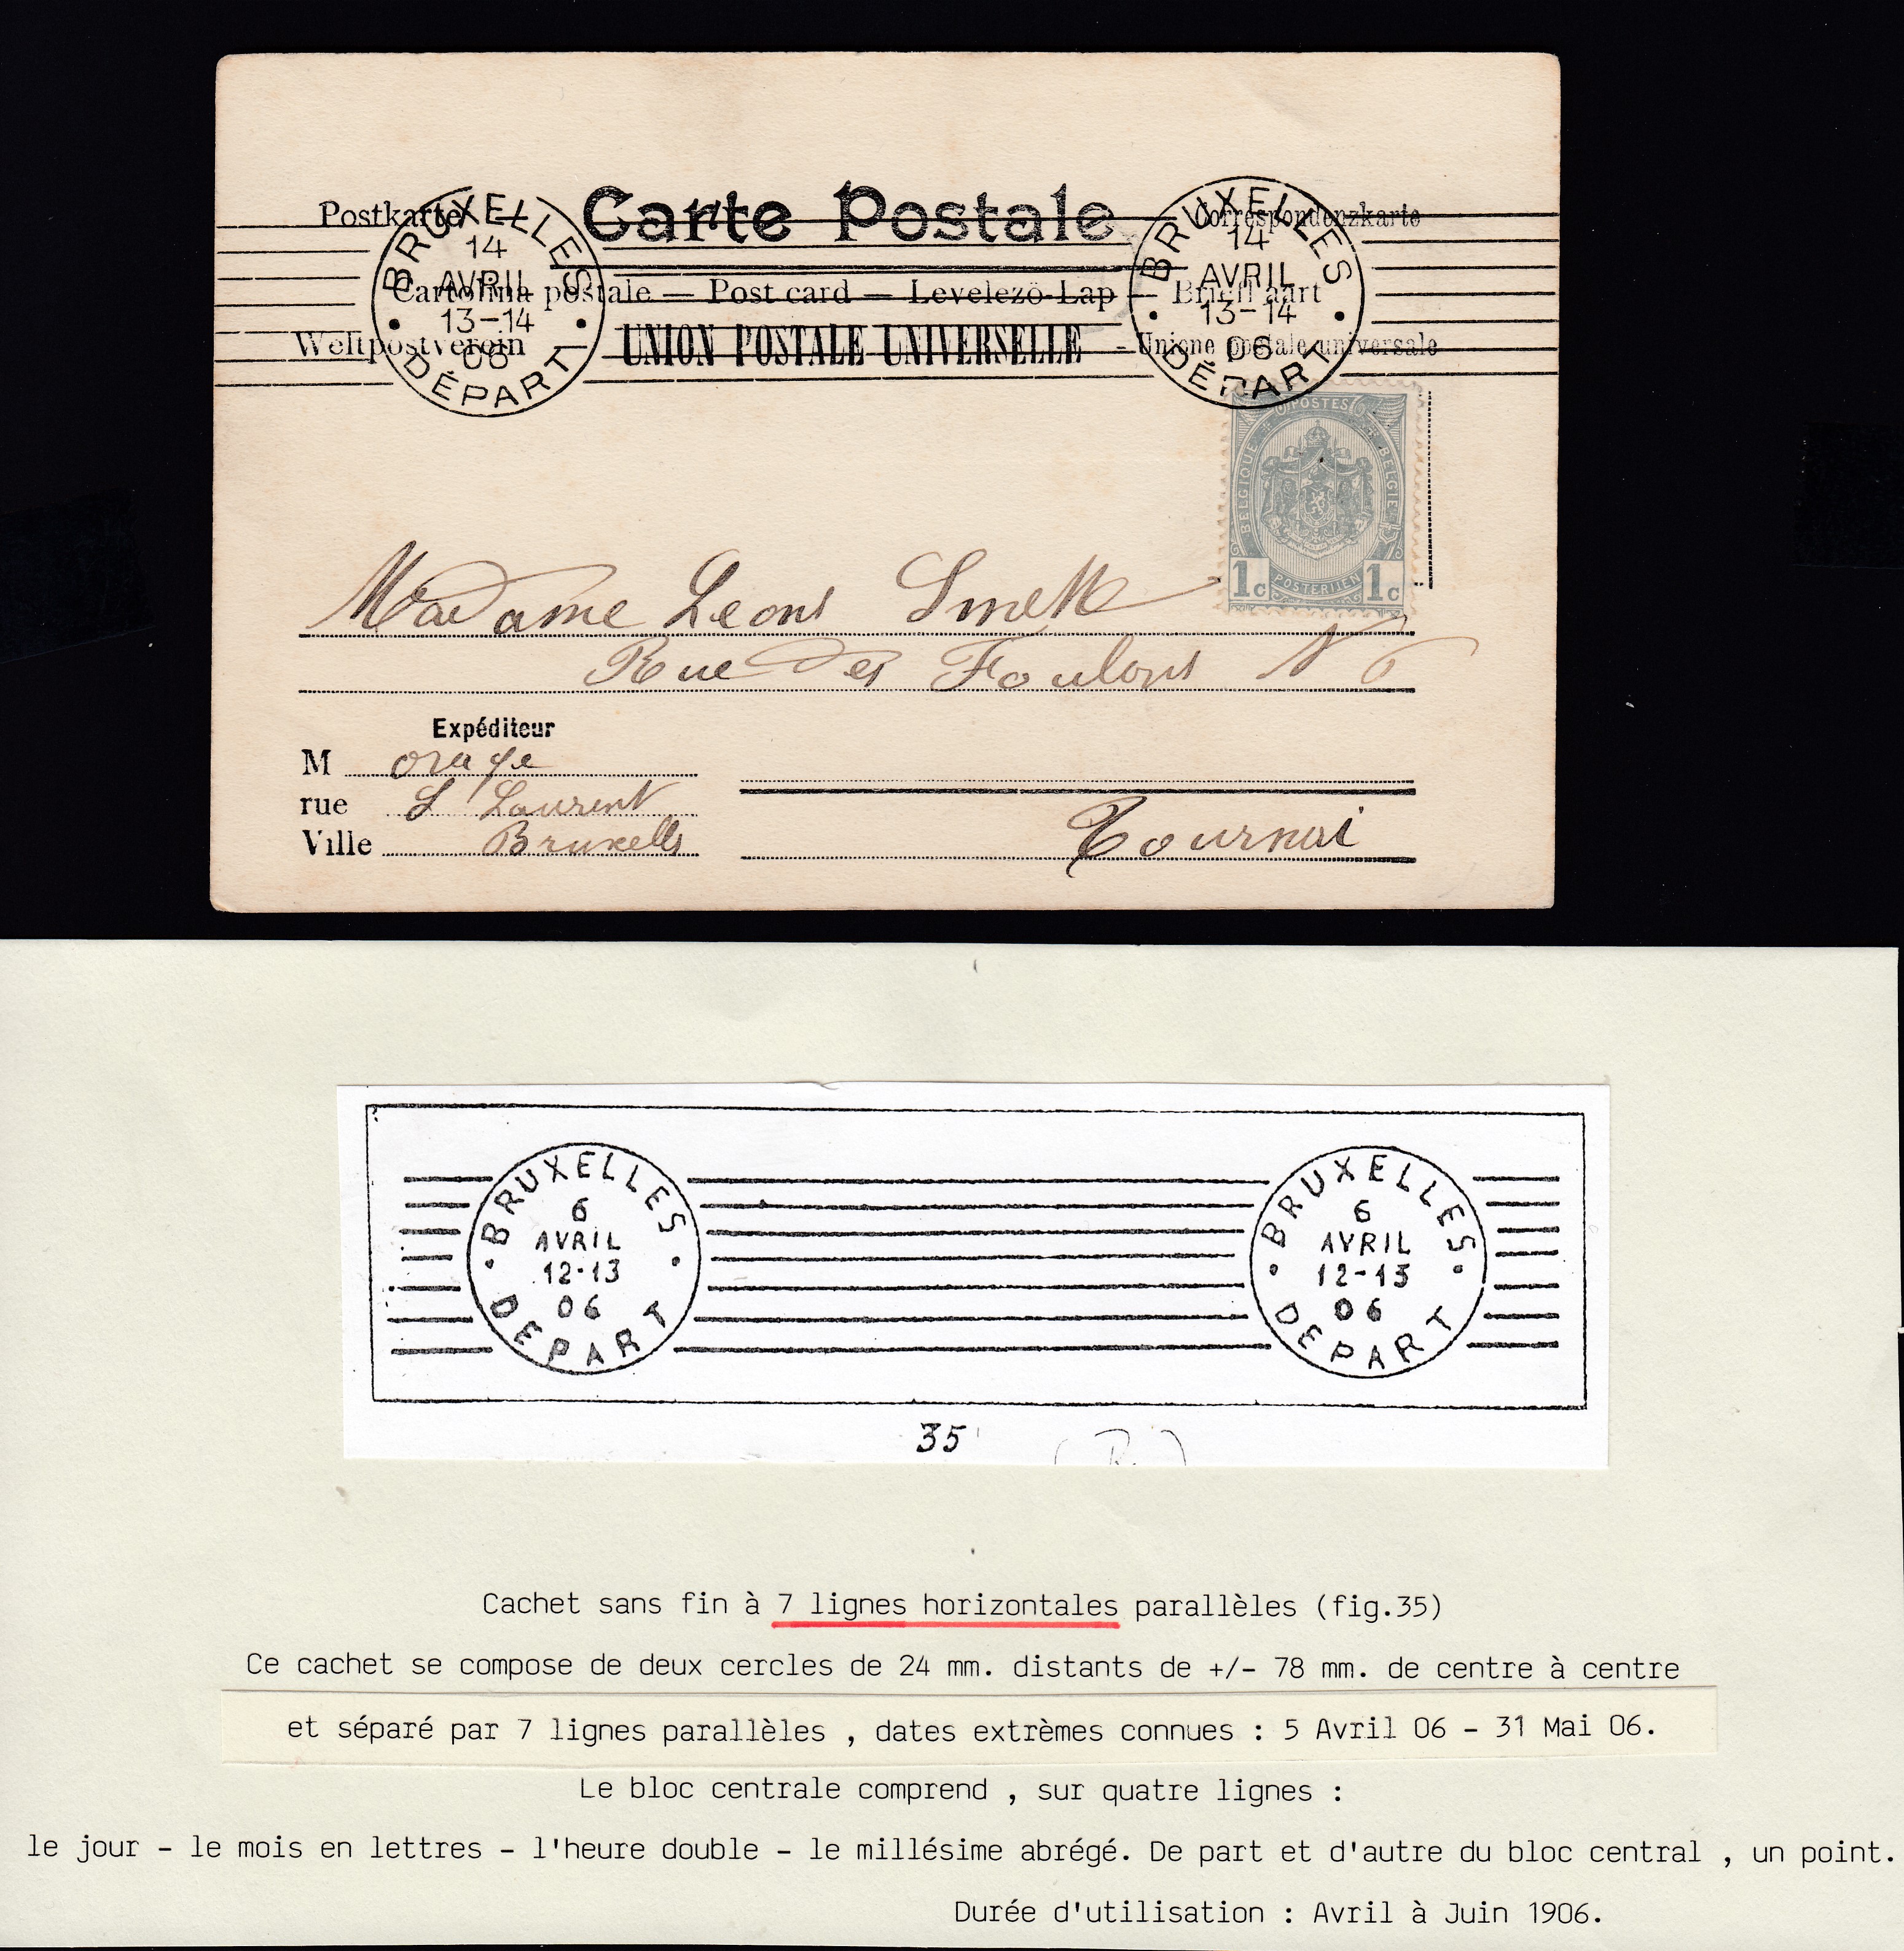 Carte Postale
Postkarte
Correspondenzkarte
BRUXELLES
14
AVRIL
13-14
06
DÉPART
BRUXELLES
14
AVRIL
13-14
06
DÉPART
Cartolina postale — Post card — Levelezö-Lap —
Weltpostverein UNION POSTALE UNIVERSELLE - Unione postale universale
POSTES
BELGIQUE BELGIE
POSTERIJEN
1c 1c
Madame Leons
Rue des Foulons N 6
Expéditeur
M
rue S Laurent
Ville Bruxelles
Tournai
BRUXELLES
6
AVRIL
12-13
06
DEPART
BRUXELLES
6
AVRIL
12-13
06
DEPART
35
Cachet sans fin à 7 lignes horizontales parallèles (fig.35)
Ce cachet se compose de deux cercles de 24 mm. distants de +/- 78 mm. de centre à centre
et séparé par 7 lignes parallèles , dates extrèmes connues : 5 Avril 06 - 31 Mai 06.
Le bloc centrale comprend , sur quatre lignes :
le jour - le mois en lettres - l'heure double - le millésime abrégé. De part et d'autre du bloc central , un point.
Durée d'utilisation : Avril à Juin 1906.